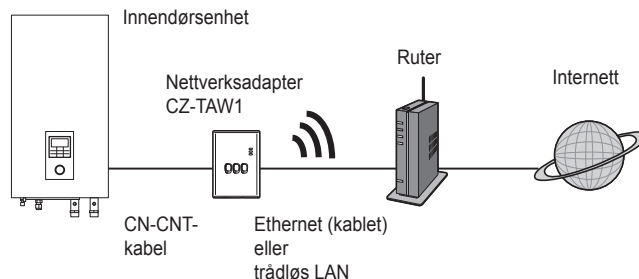 Innendørsenhet
Nettverksadapter
CZ-TAW1
Ruter
Internett
CN-CNT-
kabel
Ethernet (kablet)
eller
trådløs LAN